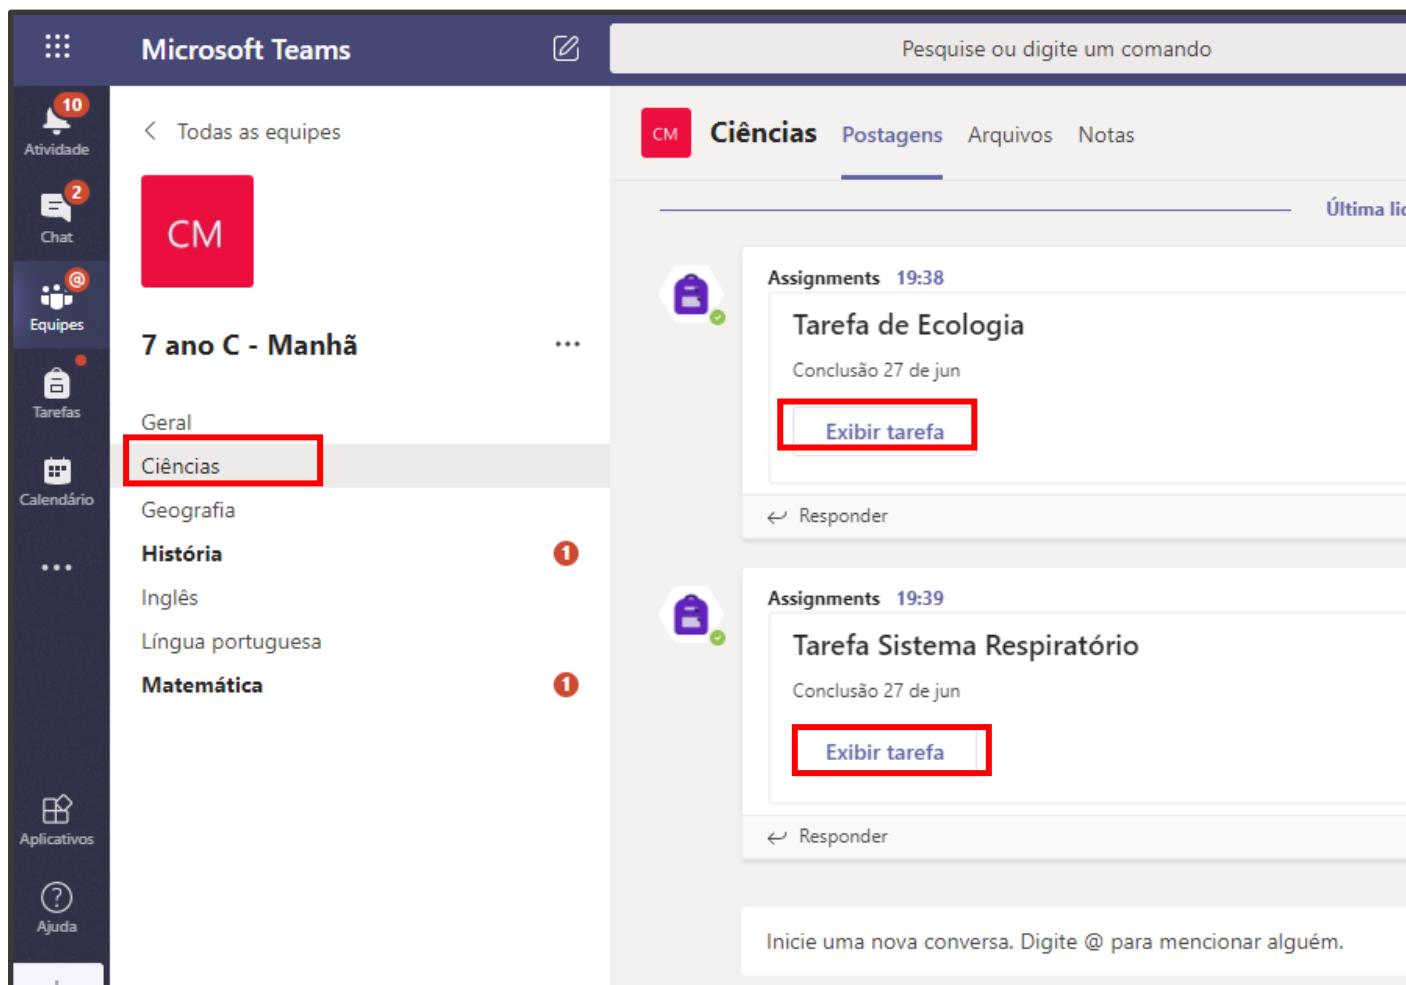 Microsoft Teams
Pesquise ou digite um comando
10
Atividade
2
Chat
@
Equipes
Tarefas
Calendário
Aplicativos
Ajuda
Todas as equipes
CM
7 ano C - Manhã
Geral
Ciências
Geografia
História 1
Inglês
Língua portuguesa
Matemática 1
CM Ciências Postagens Arquivos Notas
Última
Assignments 19:38
Tarefa de Ecologia
Conclusão 27 de jun
Exibir tarefa
Responder
Assignments 19:39
Tarefa Sistema Respiratório
Conclusão 27 de jun
Exibir tarefa
Responder
Inicie uma nova conversa. Digite @ para mencionar alguém.